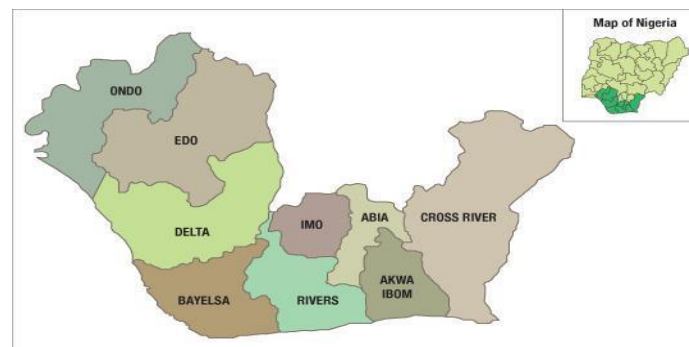 Map of Nigeria
ONDO
EDO
DELTA
IMO
ABIA
CROSS RIVER
BAYELSA
RIVERS
AKWA
IBOM